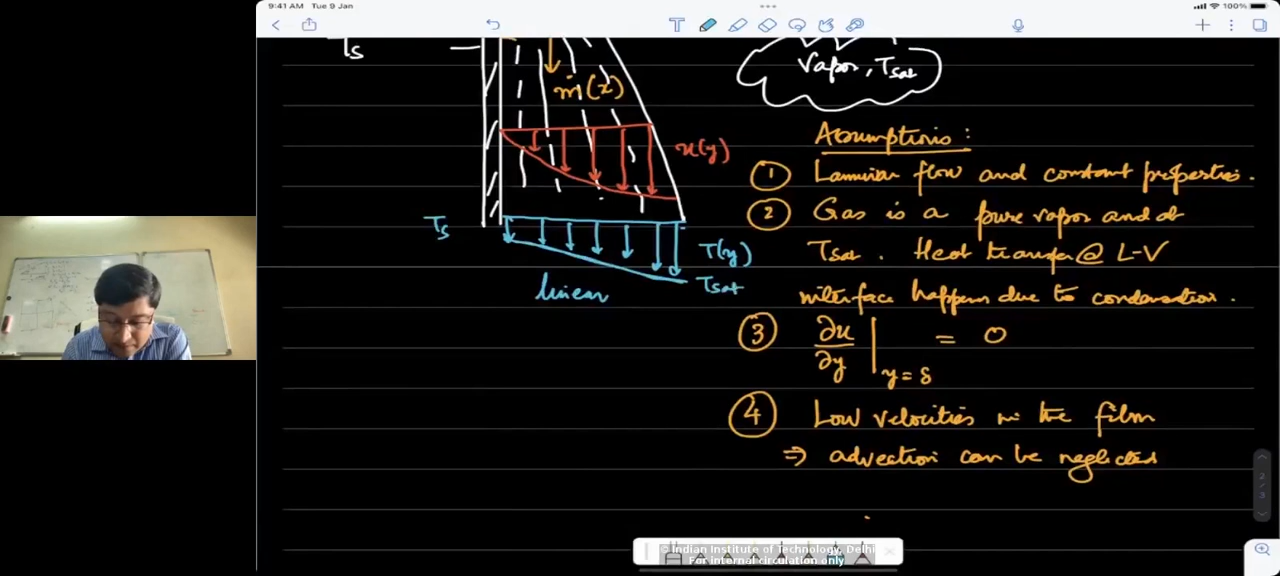 9:41 AM Tue 9 Jan
100%
Ts
ṁ(x)
Vapor, Tsat
u(y)
Ts
T(y)
Tsat
linear
Assumptions :
① Laminar flow and constant properties.
② Gas is a pure vapor and at
Tsat. Heat transfer @ L-V
interface happens due to condensation.
③ ∂u/∂y |y=δ = 0
④ Low velocities in the film
⇒ advection can be neglected
© Indian Institute of Technology, Delhi
For internal circulation only
2
3